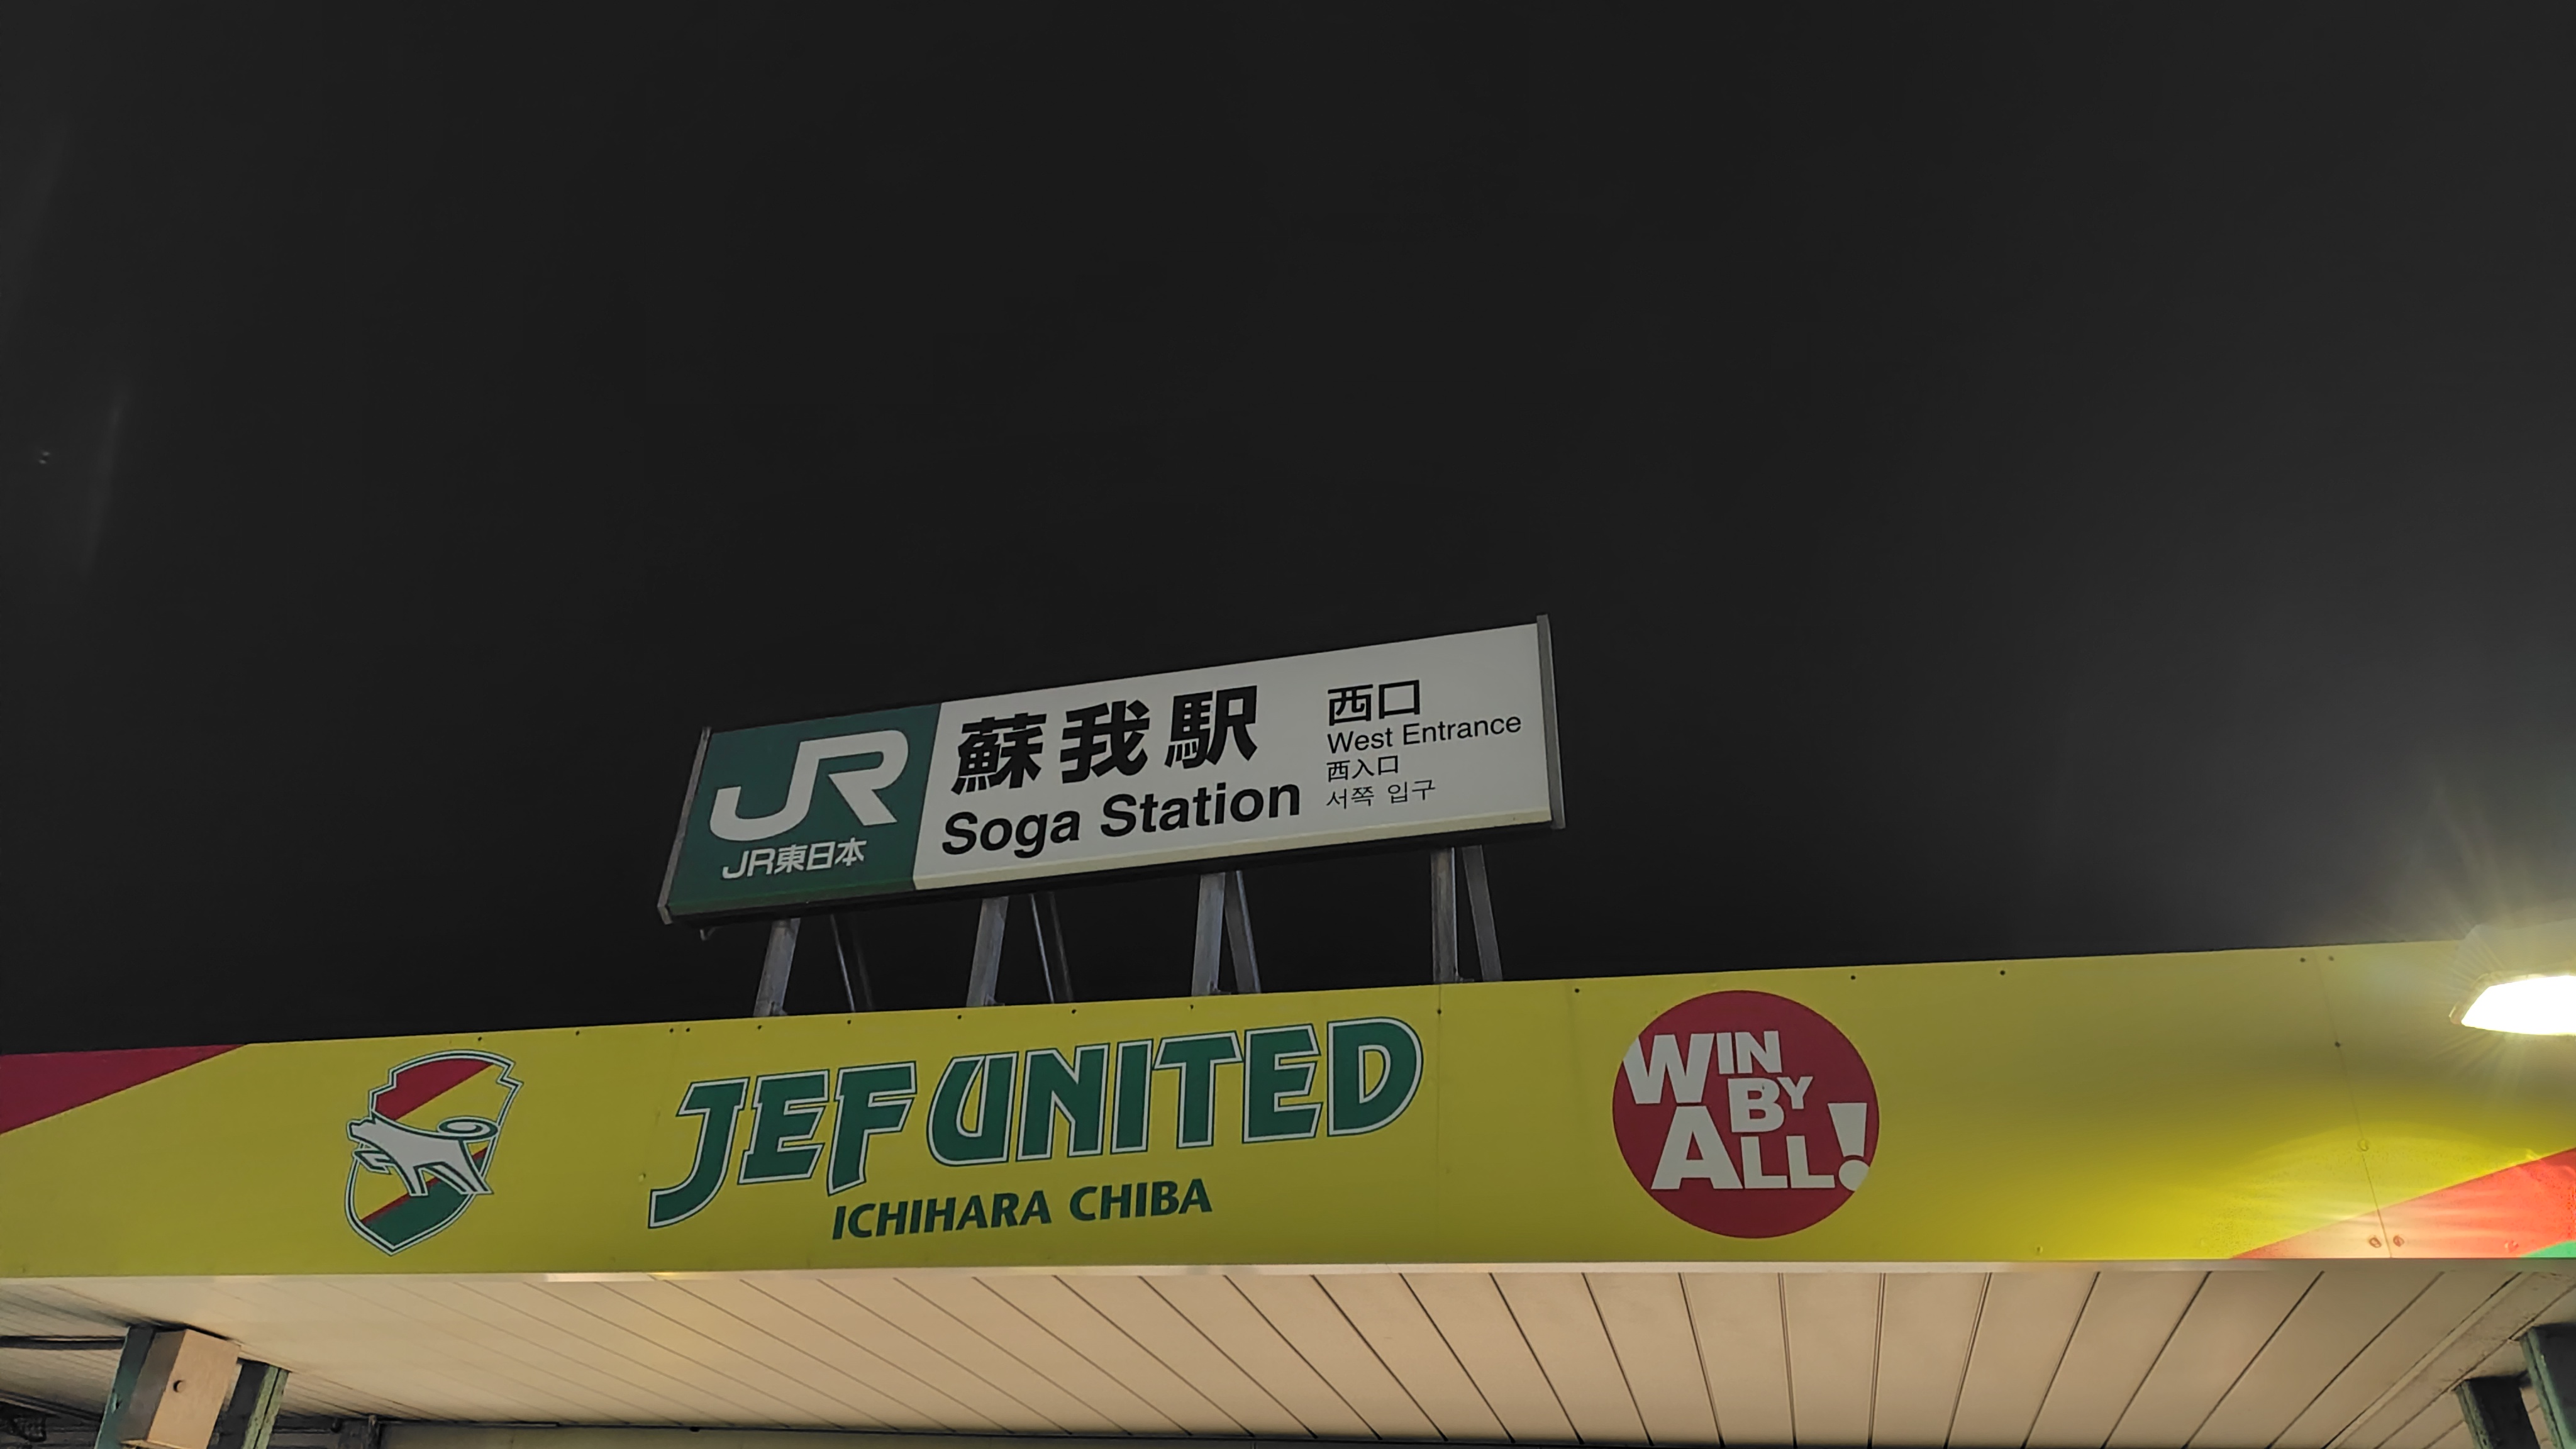 JR
JR東日本
蘇我駅
Soga Station
西口
West Entrance
西入口
서쪽 입구
JEF UNITED
ICHIHARA CHIBA
WIN
BY
ALL!